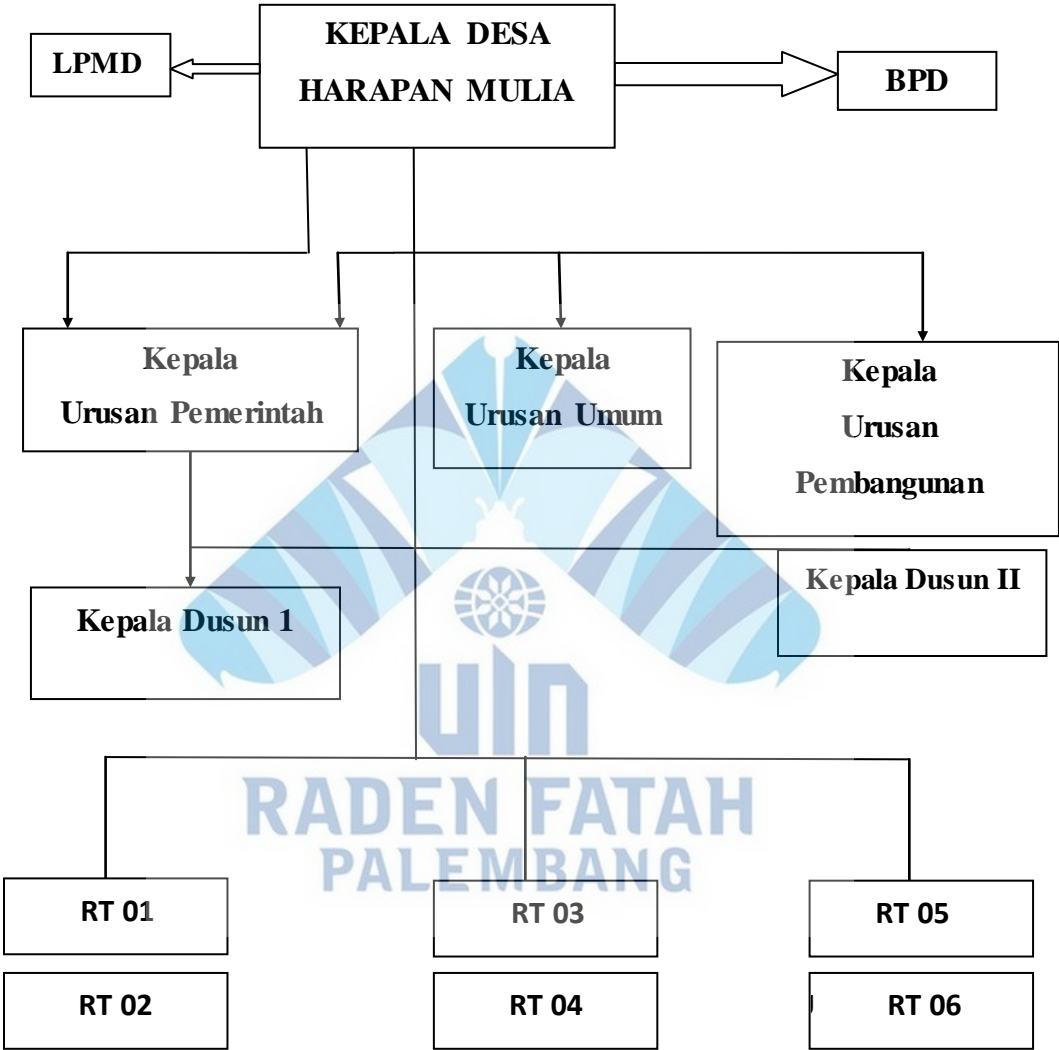 KEPALA DESA
HARAPAN MULIA
LPMD
BPD
Kepala
Urusan Pemerintah
Kepala
Urusan Umum
Kepala
Urusan
Pembangunan
Kepala Dusun 1
Kepala Dusun II
UIN
RADEN FATAH
PALEMBANG
RT 01
RT 03
RT 05
RT 02
RT 04
RT 06